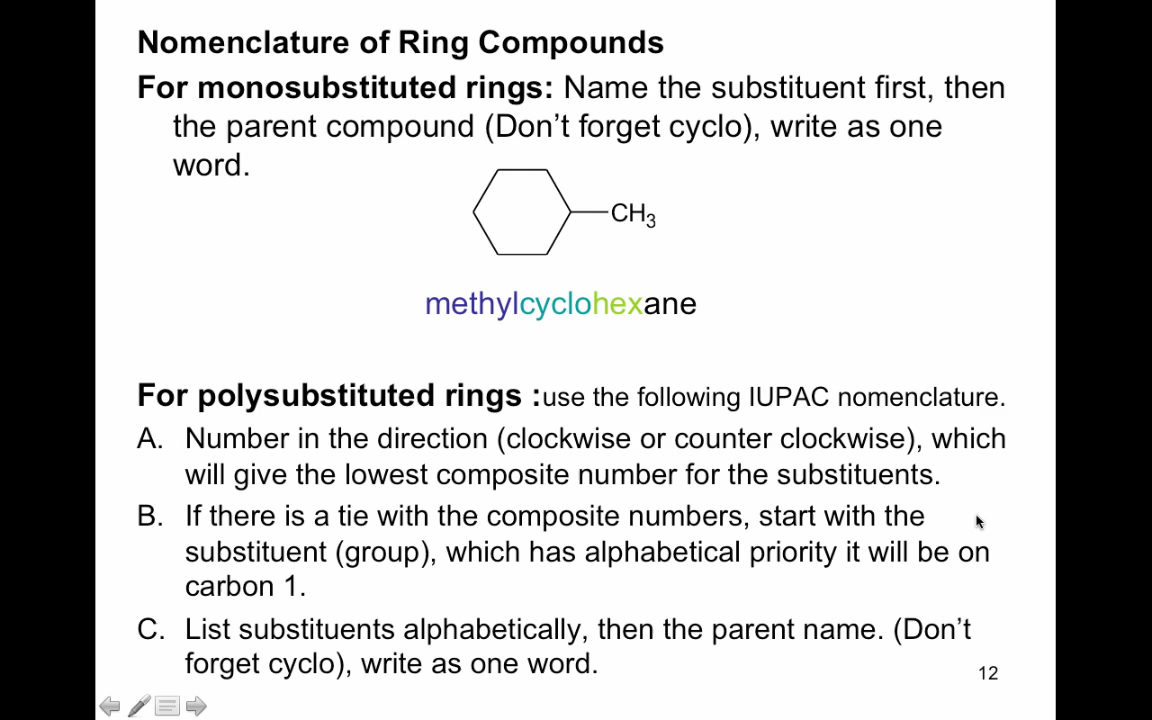 Nomenclature of Ring Compounds
For monosubstituted rings: Name the substituent first, then
the parent compound (Don't forget cyclo), write as one
word.
CH₃
methylcyclohexane
For polysubstituted rings :use the following IUPAC nomenclature.
A. Number in the direction (clockwise or counter clockwise), which
will give the lowest composite number for the substituents.
B. If there is a tie with the composite numbers, start with the
substituent (group), which has alphabetical priority it will be on
carbon 1.
C. List substituents alphabetically, then the parent name. (Don't
forget cyclo), write as one word.
12